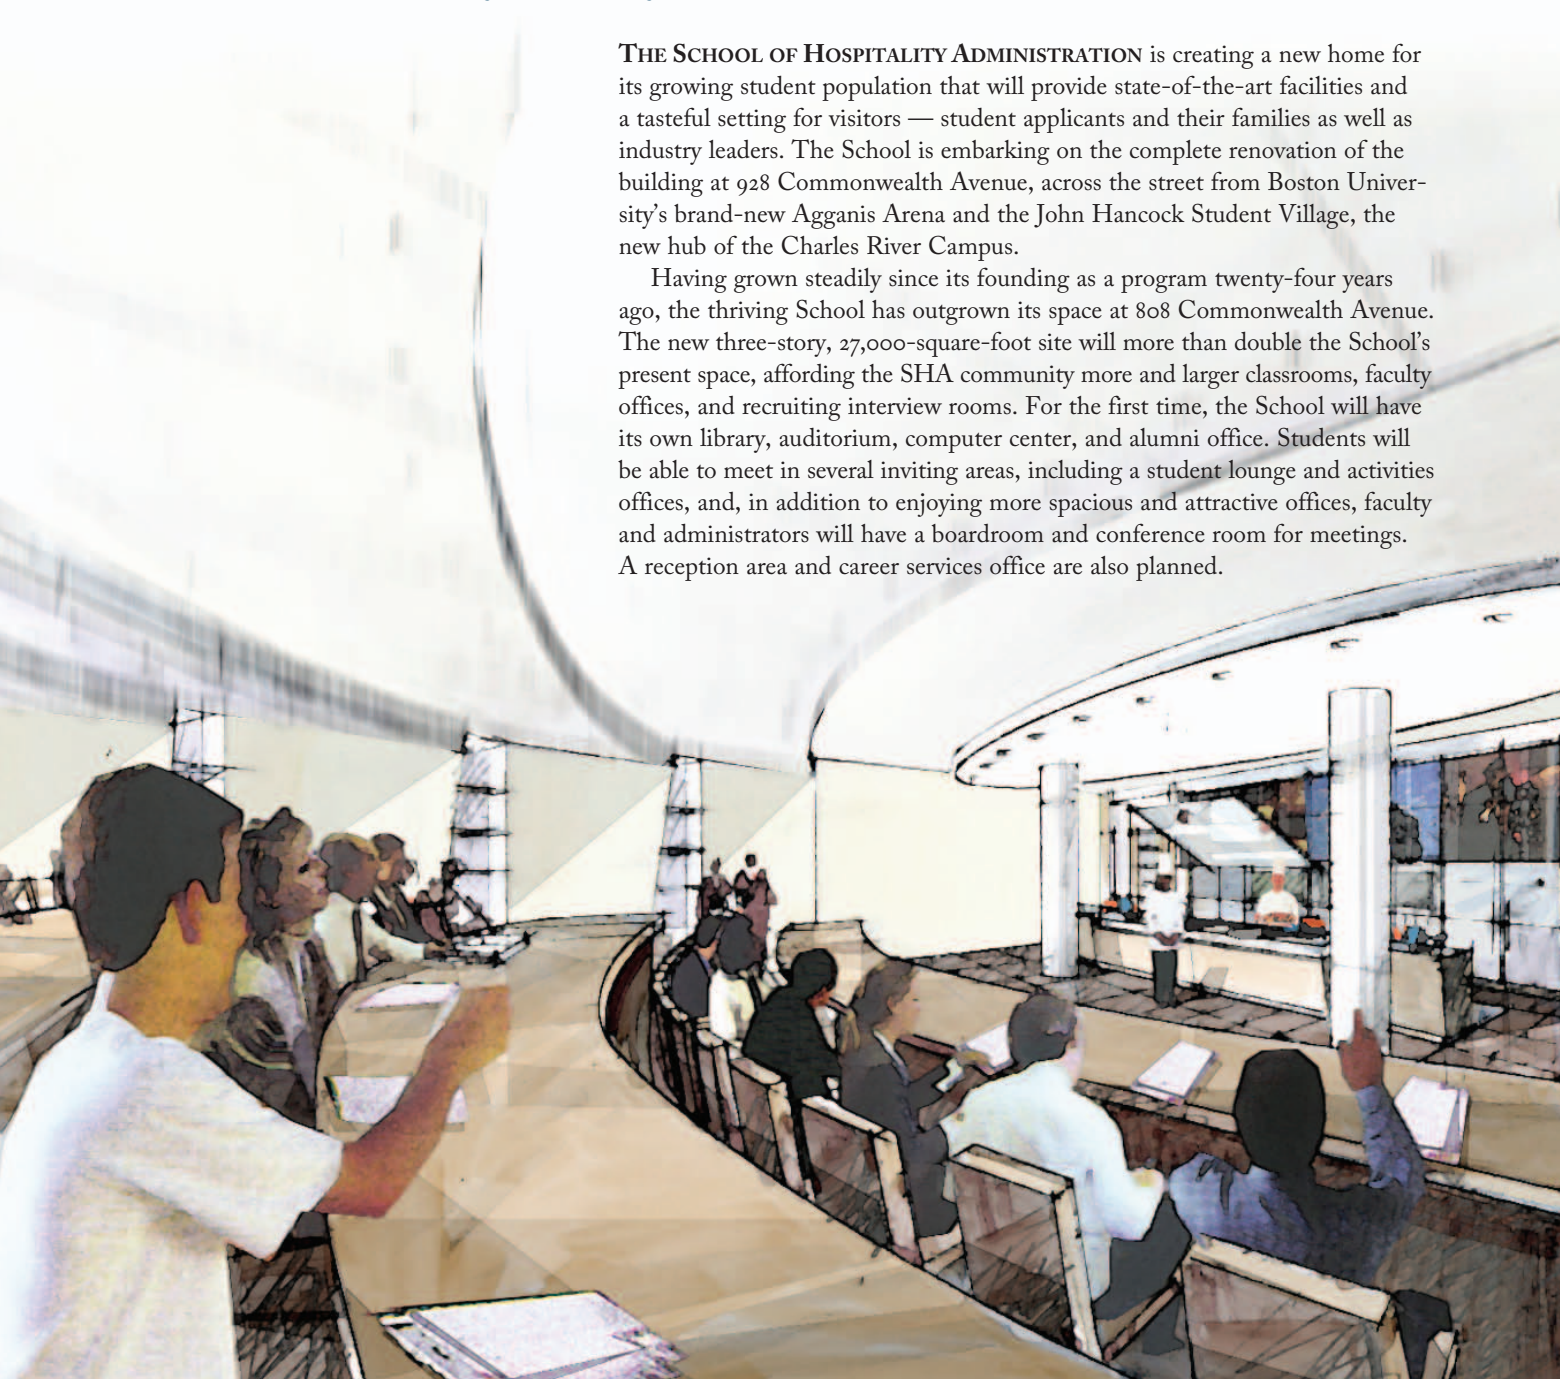 THE SCHOOL OF HOSPITALITY ADMINISTRATION is creating a new home for
its growing student population that will provide state-of-the-art facilities and
a tasteful setting for visitors — student applicants and their families as well as
industry leaders. The School is embarking on the complete renovation of the
building at 928 Commonwealth Avenue, across the street from Boston Univer-
sity’s brand-new Agganis Arena and the John Hancock Student Village, the
new hub of the Charles River Campus.
Having grown steadily since its founding as a program twenty-four years
ago, the thriving School has outgrown its space at 808 Commonwealth Avenue.
The new three-story, 27,000-square-foot site will more than double the School’s
present space, affording the SHA community more and larger classrooms, faculty
offices, and recruiting interview rooms. For the first time, the School will have
its own library, auditorium, computer center, and alumni office. Students will
be able to meet in several inviting areas, including a student lounge and activities
offices, and, in addition to enjoying more spacious and attractive offices, faculty
and administrators will have a boardroom and conference room for meetings.
A reception area and career services office are also planned.